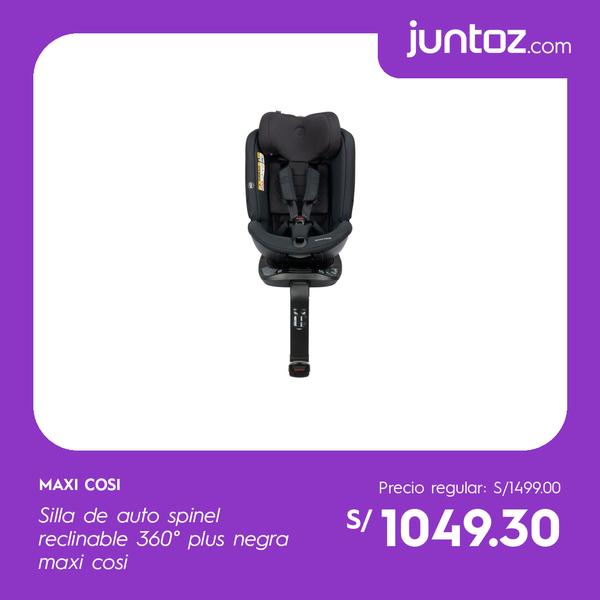 juntoz.com
MAXI COSI
Silla de auto spinel
reclinable 360° plus negra
maxi cosi
Precio regular: S/1499.00
S/ 1049.30